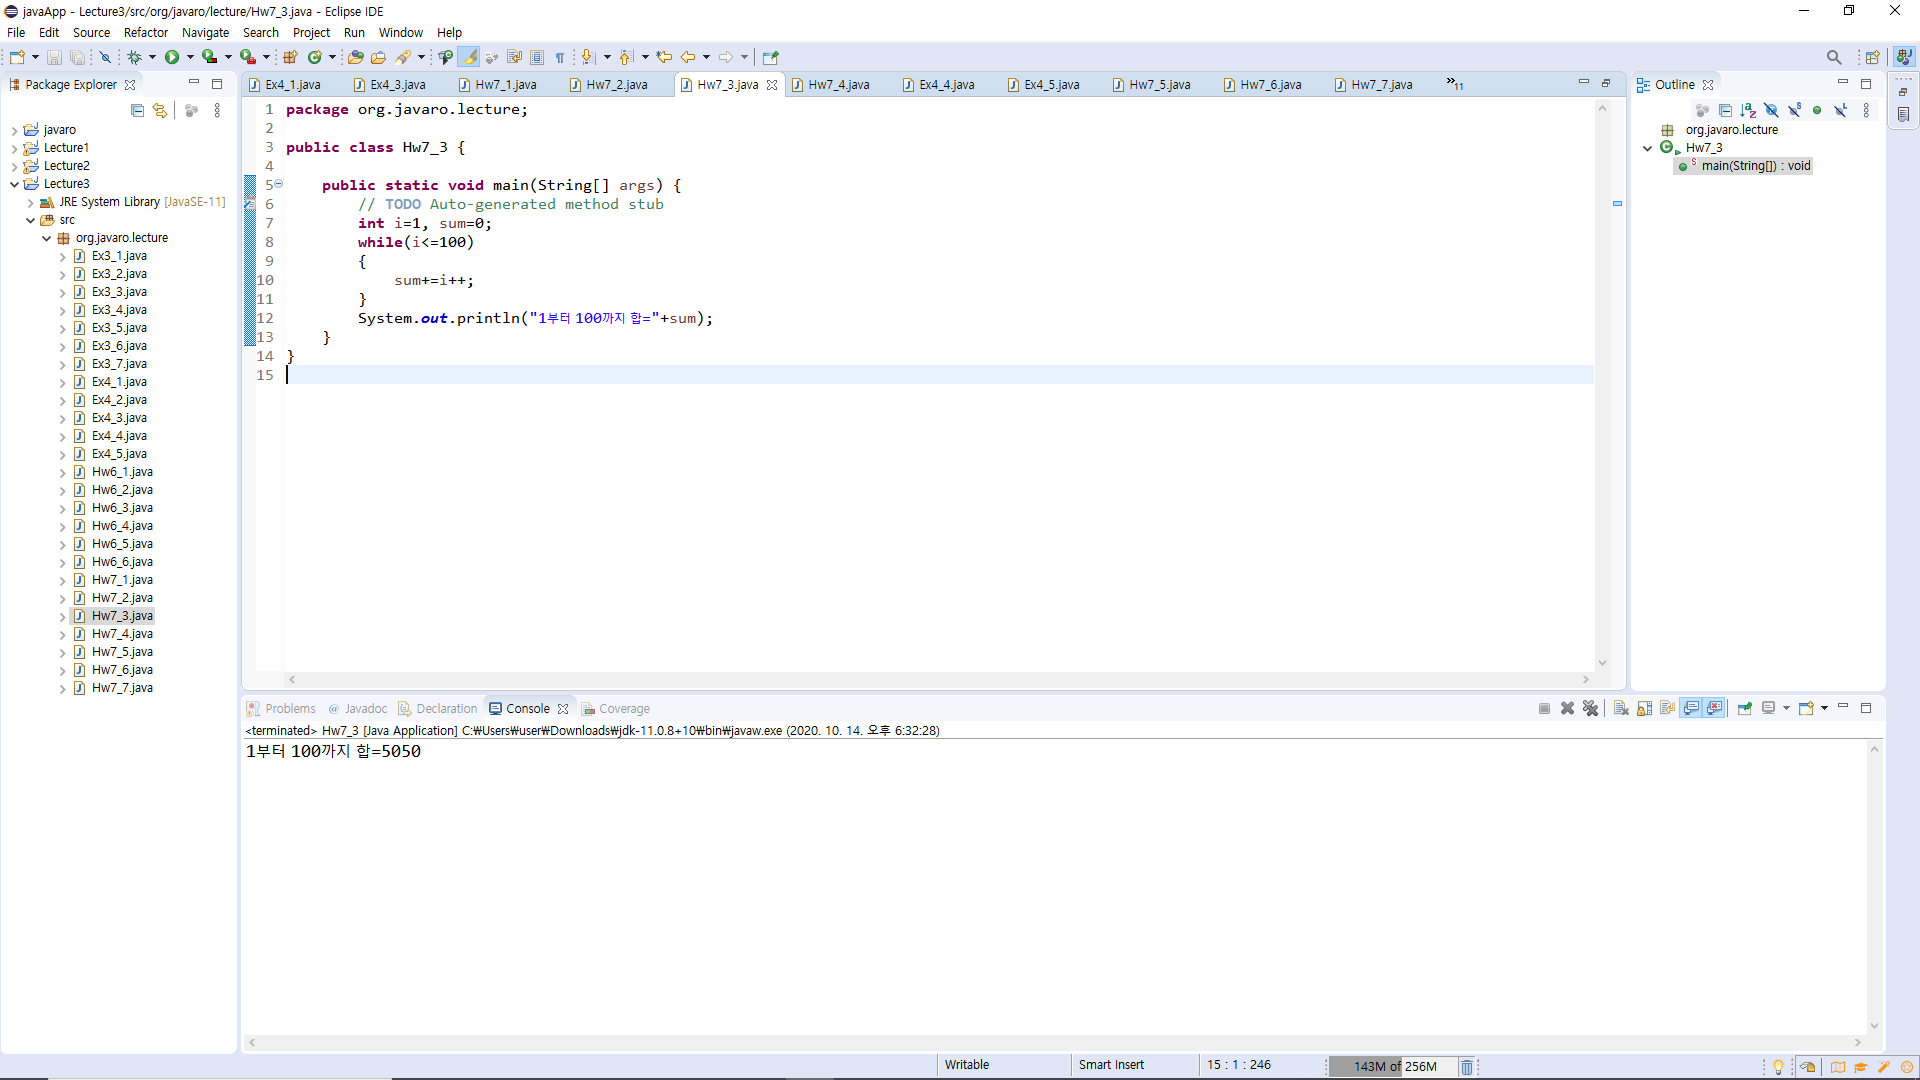 javaApp - Lecture3/src/org/javaro/lecture/Hw7_3.java - Eclipse IDE
File Edit Source Refactor Navigate Search Project Run Window Help
Package Explorer
javaro
Lecture1
Lecture2
Lecture3
JRE System Library [JavaSE-11]
src
org.javaro.lecture
Ex3_1.java
Ex3_2.java
Ex3_3.java
Ex3_4.java
Ex3_5.java
Ex3_6.java
Ex3_7.java
Ex4_1.java
Ex4_2.java
Ex4_3.java
Ex4_4.java
Ex4_5.java
Hw6_1.java
Hw6_2.java
Hw6_3.java
Hw6_4.java
Hw6_5.java
Hw6_6.java
Hw7_1.java
Hw7_2.java
Hw7_3.java
Hw7_4.java
Hw7_5.java
Hw7_6.java
Hw7_7.java
Ex4_1.java Ex4_3.java Hw7_1.java Hw7_2.java Hw7_3.java Hw7_4.java Ex4_4.java Ex4_5.java Hw7_5.java Hw7_6.java Hw7_7.java »11
1 package org.javaro.lecture;
2
3 public class Hw7_3 {
4
5 public static void main(String[] args) {
6 // TODO Auto-generated method stub
7 int i=1, sum=0;
8 while(i<=100)
9 {
10 sum+=i++;
11 }
12 System.out.println("1부터 100까지 합="+sum);
13 }
14 }
15
Outline
org.javaro.lecture
Hw7_3
main(String[]) : void
Problems Javadoc Declaration Console Coverage
<terminated> Hw7_3 [Java Application] C:₩Users₩user₩Downloads₩jdk-11.0.8+10₩bin₩javaw.exe (2020. 10. 14. 오후 6:32:28)
1부터 100까지 합=5050
Writable Smart Insert 15 : 1 : 246 143M of 256M